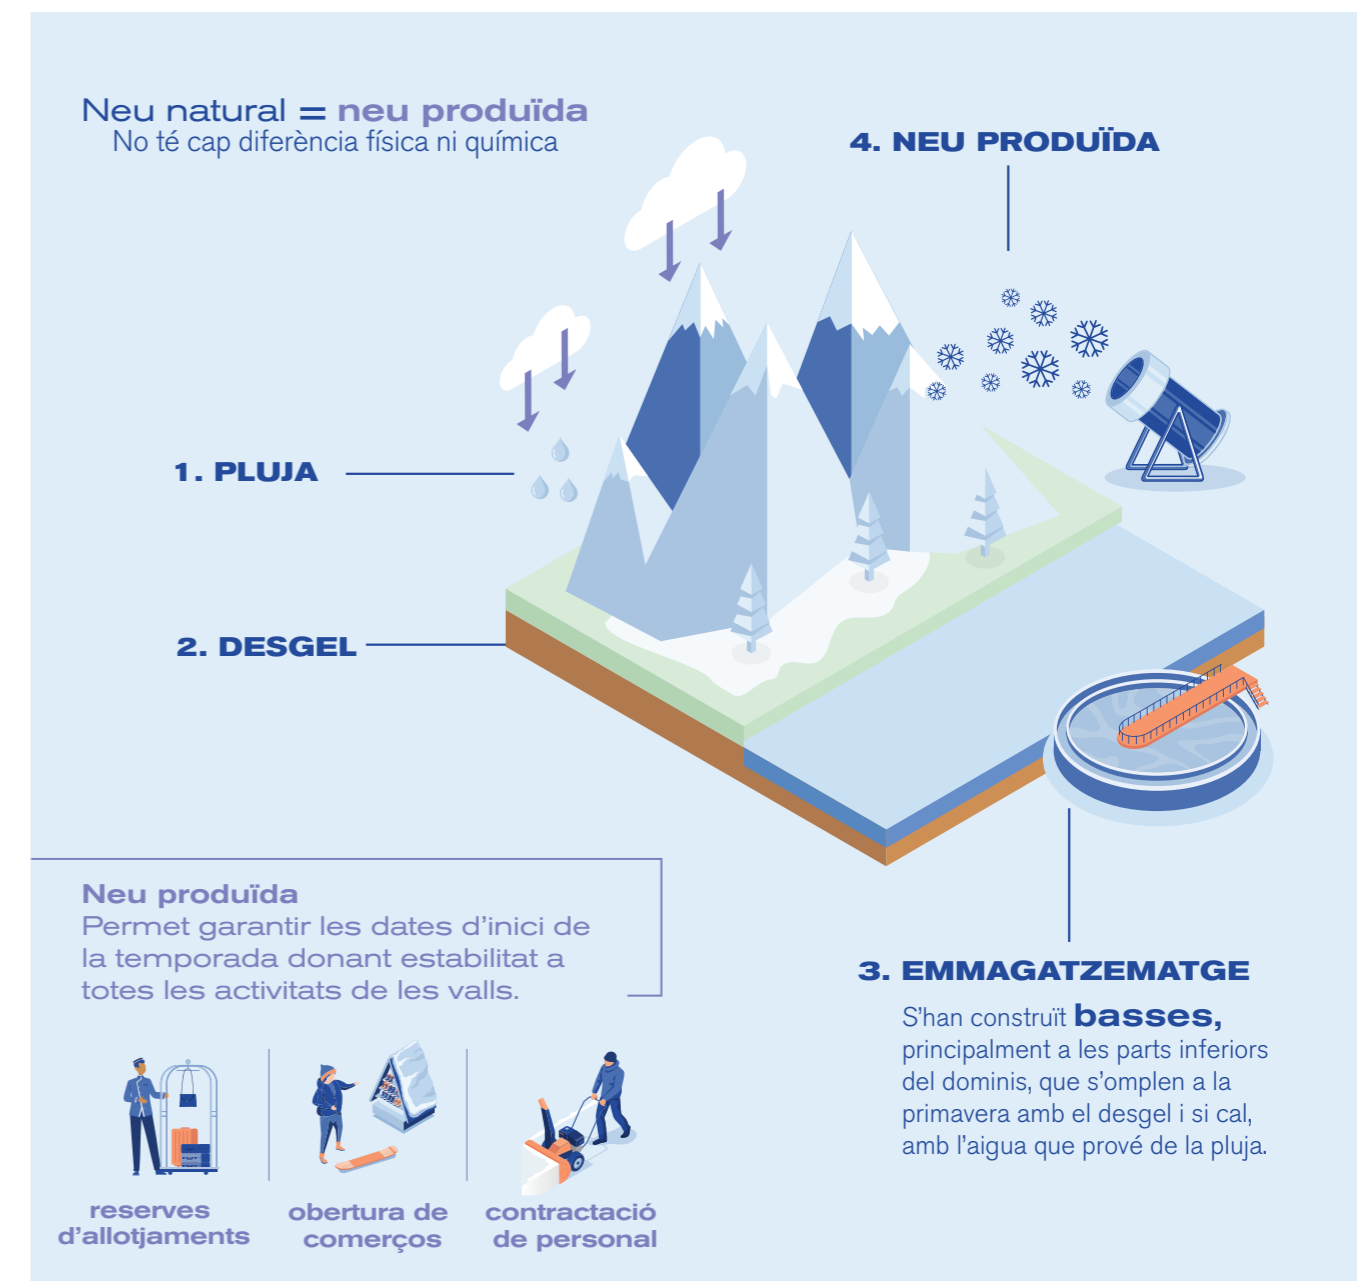 Neu natural = neu produïda
No té cap diferència física ni química
4. NEU PRODUÏDA
1. PLUJA
2. DESGEL
3. EMMAGATZEMATGE
S'han construït basses,
principalment a les parts inferiors
del dominis, que s'omplen a la
primavera amb el desgel i si cal,
amb l'aigua que prové de la pluja.
Neu produïda
Permet garantir les dates d'inici de
la temporada donant estabilitat a
totes les activitats de les valls.
reserves
d'allotjaments
obertura de
comerços
contractació
de personal